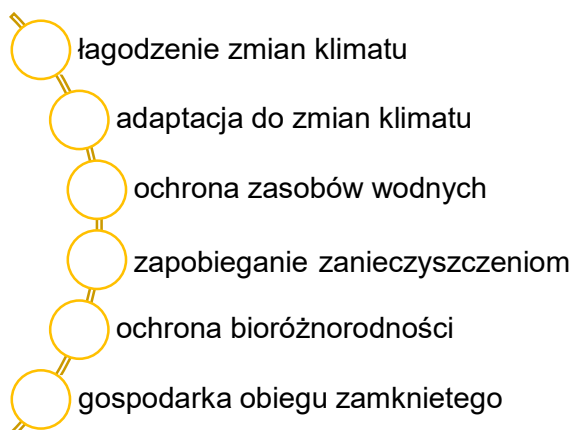 łagodzenie zmian klimatu
adaptacja do zmian klimatu
ochrona zasobów wodnych
zapobieganie zanieczyszczeniom
ochrona bioróżnorodności
gospodarka obiegu zamknietego